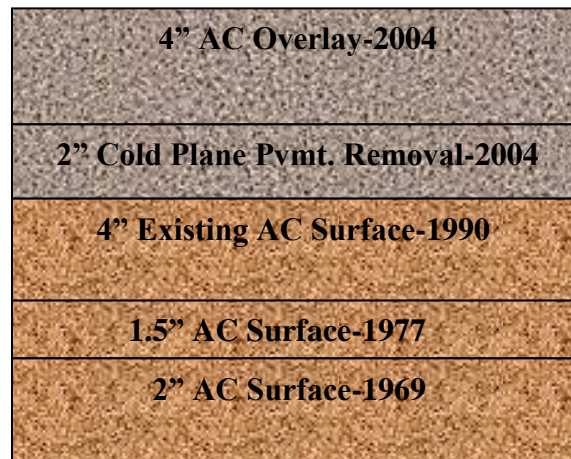 4” AC Overlay-2004
2” Cold Plane Pvmt. Removal-2004
4” Existing AC Surface-1990
1.5” AC Surface-1977
2” AC Surface-1969